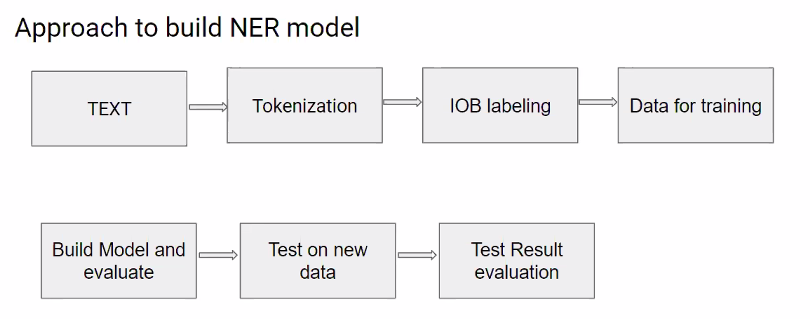 Approach to build NER model
TEXT
Tokenization
IOB labeling
Data for training
Build Model and
evaluate
Test on new
data
Test Result
evaluation